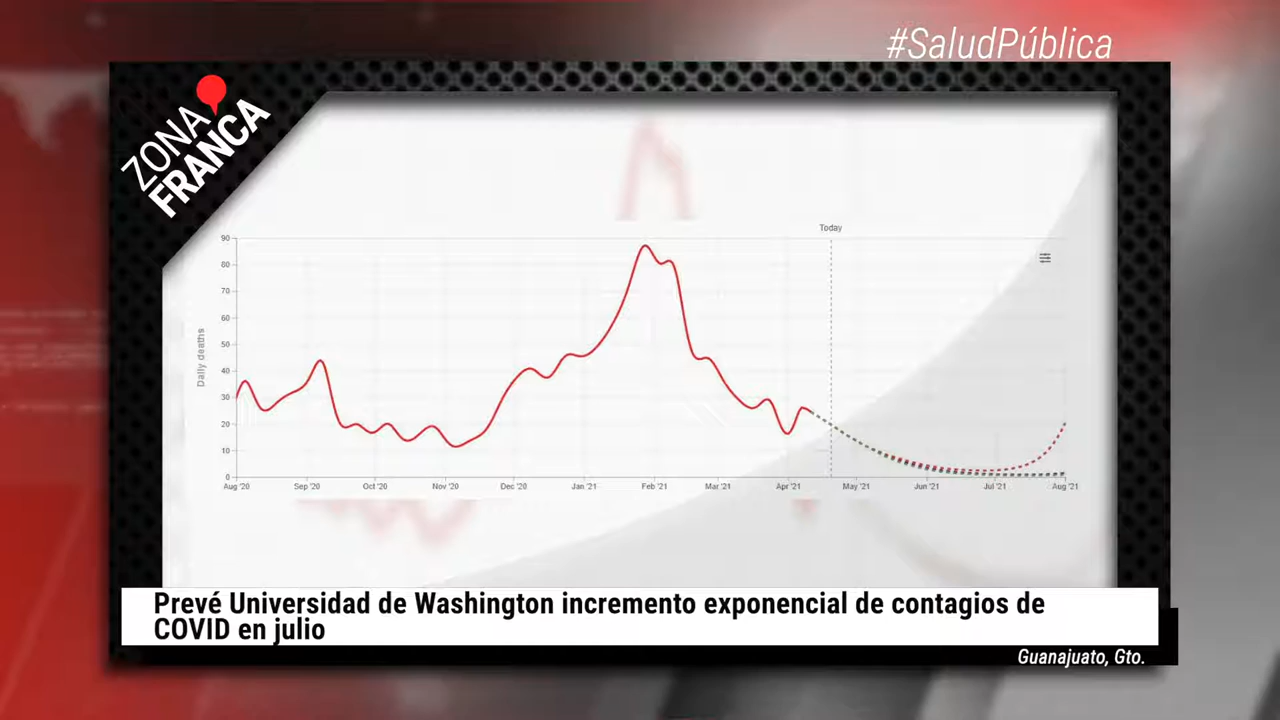 #SaludPública
ZONA
FRANCA
Today
90
80
70
60
50
40
30
20
10
0
Daily deaths
Aug '20
Sep '20
Oct '20
Nov '20
Dec '20
Jan '21
Feb '21
Mar '21
Apr '21
May '21
Jun '21
Jul '21
Aug '21
Prevé Universidad de Washington incremento exponencial de contagios de
COVID en julio
Guanajuato, Gto.